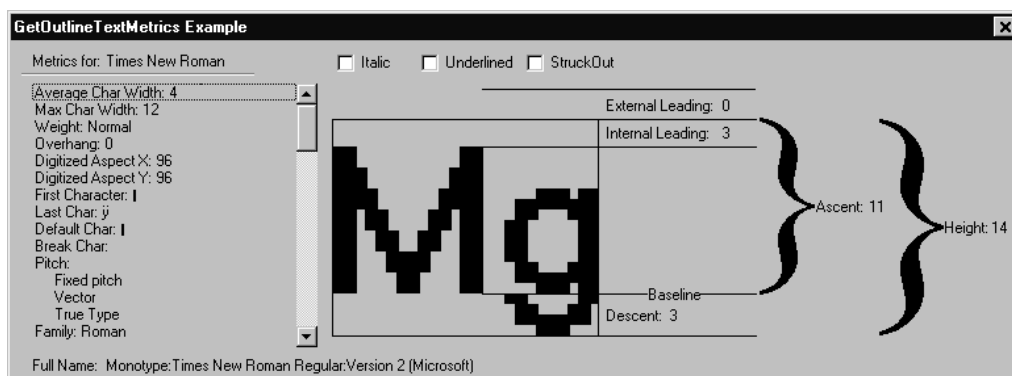 GetOutlineTextMetrics Example
Metrics for: Times New Roman
Italic Underlined StruckOut
Average Char Width: 4
Max Char Width: 12
Weight: Normal
Overhang: 0
Digitized Aspect X: 96
Digitized Aspect Y: 96
First Character: |
Last Char: ÿ
Default Char: |
Break Char:
Pitch:
Fixed pitch
Vector
True Type
Family: Roman
Mg
External Leading: 0
Internal Leading: 3
Ascent: 11
Height: 14
Baseline
Descent: 3
Full Name: Monotype:Times New Roman Regular:Version 2 (Microsoft)